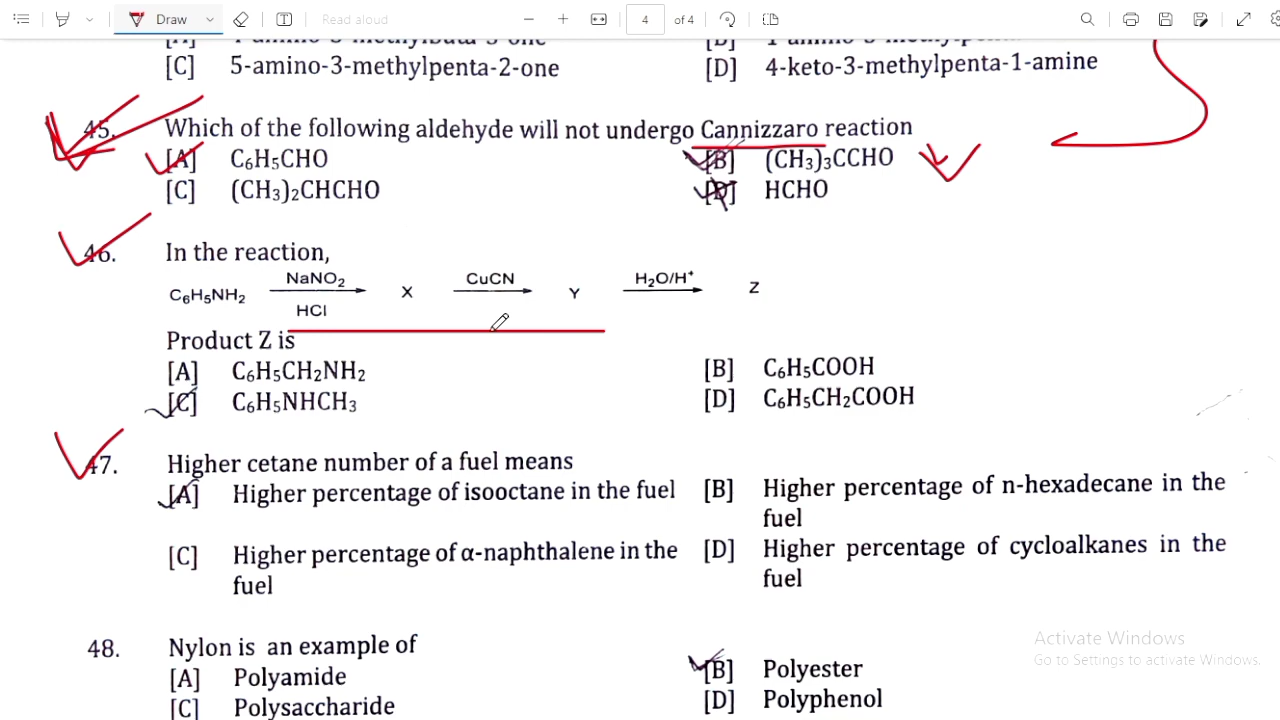 Draw Read aloud 4 of 4
[C] 5-amino-3-methylpenta-2-one [D] 4-keto-3-methylpenta-1-amine
45. Which of the following aldehyde will not undergo Cannizzaro reaction
[A] C₆H₅CHO [B] (CH₃)₃CCHO
[C] (CH₃)₂CHCHO [D] HCHO
46. In the reaction,
C₆H₅NH₂ NaNO₂ HCl X CuCN Y H₂O/H⁺ Z
Product Z is
[A] C₆H₅CH₂NH₂ [B] C₆H₅COOH
[C] C₆H₅NHCH₃ [D] C₆H₅CH₂COOH
47. Higher cetane number of a fuel means
[A] Higher percentage of isooctane in the fuel [B] Higher percentage of n-hexadecane in the
fuel
[C] Higher percentage of α-naphthalene in the [D] Higher percentage of cycloalkanes in the
fuel fuel
48. Nylon is an example of
[A] Polyamide [B] Polyester
[C] Polysaccharide [D] Polyphenol
Activate Windows
Go to Settings to activate Windows.